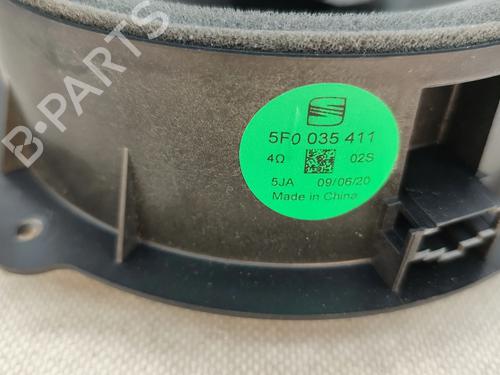 B-PARTS
5F0 035 411
4Ω 02S
5JA 09/06/20
Made in China